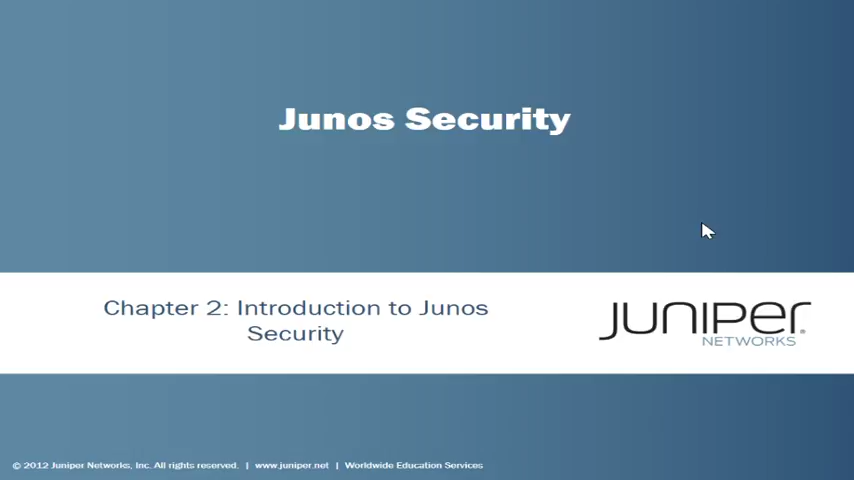 Junos Security
Chapter 2: Introduction to Junos
Security
JUNIPer®
NETWORKS
© 2012 Juniper Networks, Inc. All rights reserved. | www.juniper.net | Worldwide Education Services